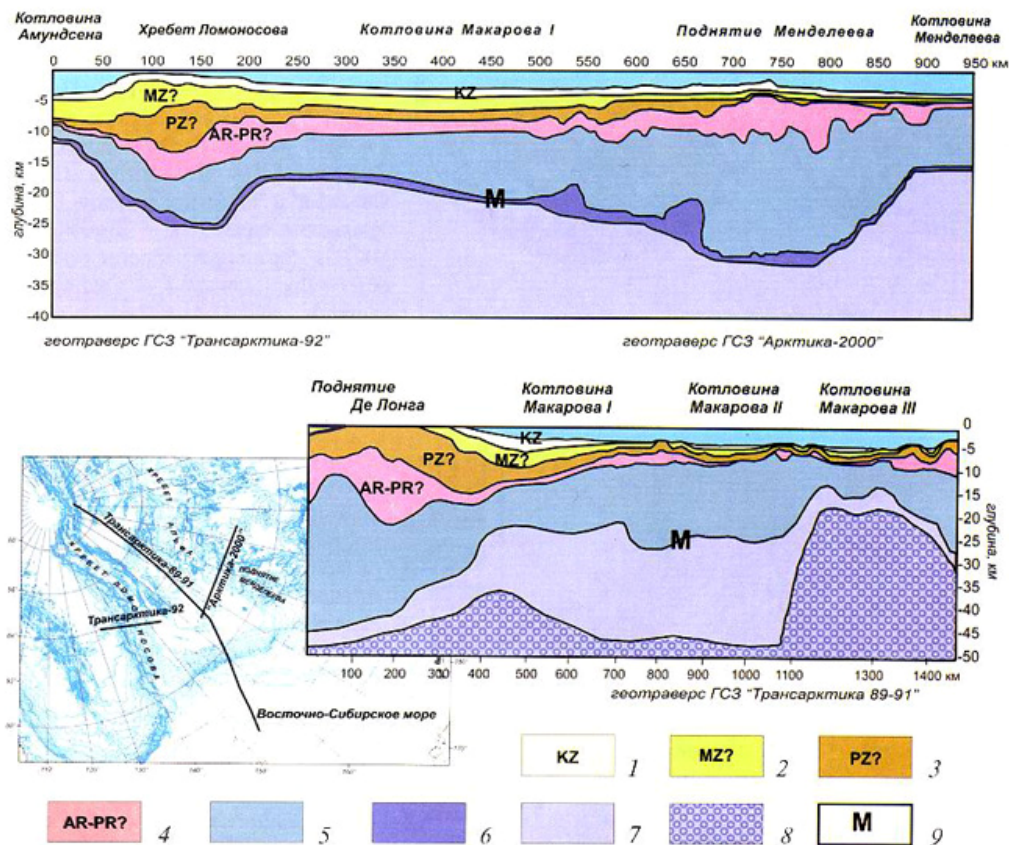 Котловина Амундсена
Хребет Ломоносова
Котловина Макарова I
Поднятие Менделеева
Котловина Менделеева
0 50 100 150 200 250 300 350 400 450 500 550 600 650 700 750 800 850 900 950 км
-5
-10
-15
-20
-25
-30
-35
-40
глубина, км
MZ?
KZ
PZ?
AR-PR?
M
геотраверс ГСЗ "Трансарктика-92"
геотраверс ГСЗ "Арктика-2000"
Поднятие
Де Лонга
Котловина
Макарова I
Котловина
Макарова II
Котловина
Макарова III
KZ
PZ?
MZ?
AR-PR?
M
0
-5
-10
-15
-20
-25
-30
-35
-40
-45
-50
глубина, км
100 200 300 400 500 600 700 800 900 1000 1100 1300 1400 км
геотраверс ГСЗ "Трансарктика 89-91"
ХРЕБЕТ
Трансарктика-89-91
"Арктика-2000"
ПОДНЯТИЕ
МЕНДЕЛЕЕВА
ХРЕБЕТ ЛОМОНОСОВА
Трансарктика-92
Восточно-Сибирское море
KZ 1
MZ? 2
PZ? 3
AR-PR? 4
5
6
7
8
M 9